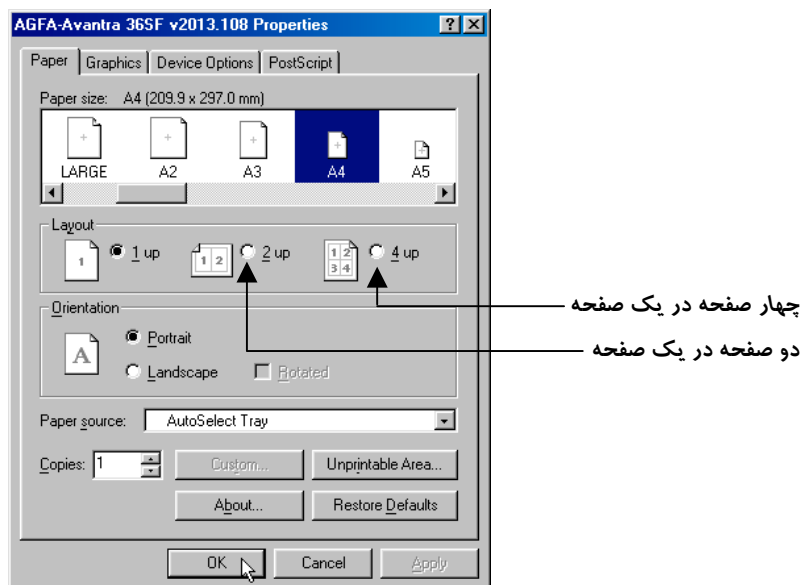 AGFA-Avantra 36SF v2013.108 Properties
Paper Graphics Device Options PostScript
Paper size: A4 (209.9 x 297.0 mm)
LARGE A2 A3 A4 A5
Layout
1 1 up 1 2 2 up 1 2 3 4 4 up
چهار صفحه در یک صفحه
دو صفحه در یک صفحه
Orientation
A Portrait
Landscape Rotated
Paper source: AutoSelect Tray
Copies: 1 Custom... Unprintable Area...
About... Restore Defaults
OK Cancel Apply